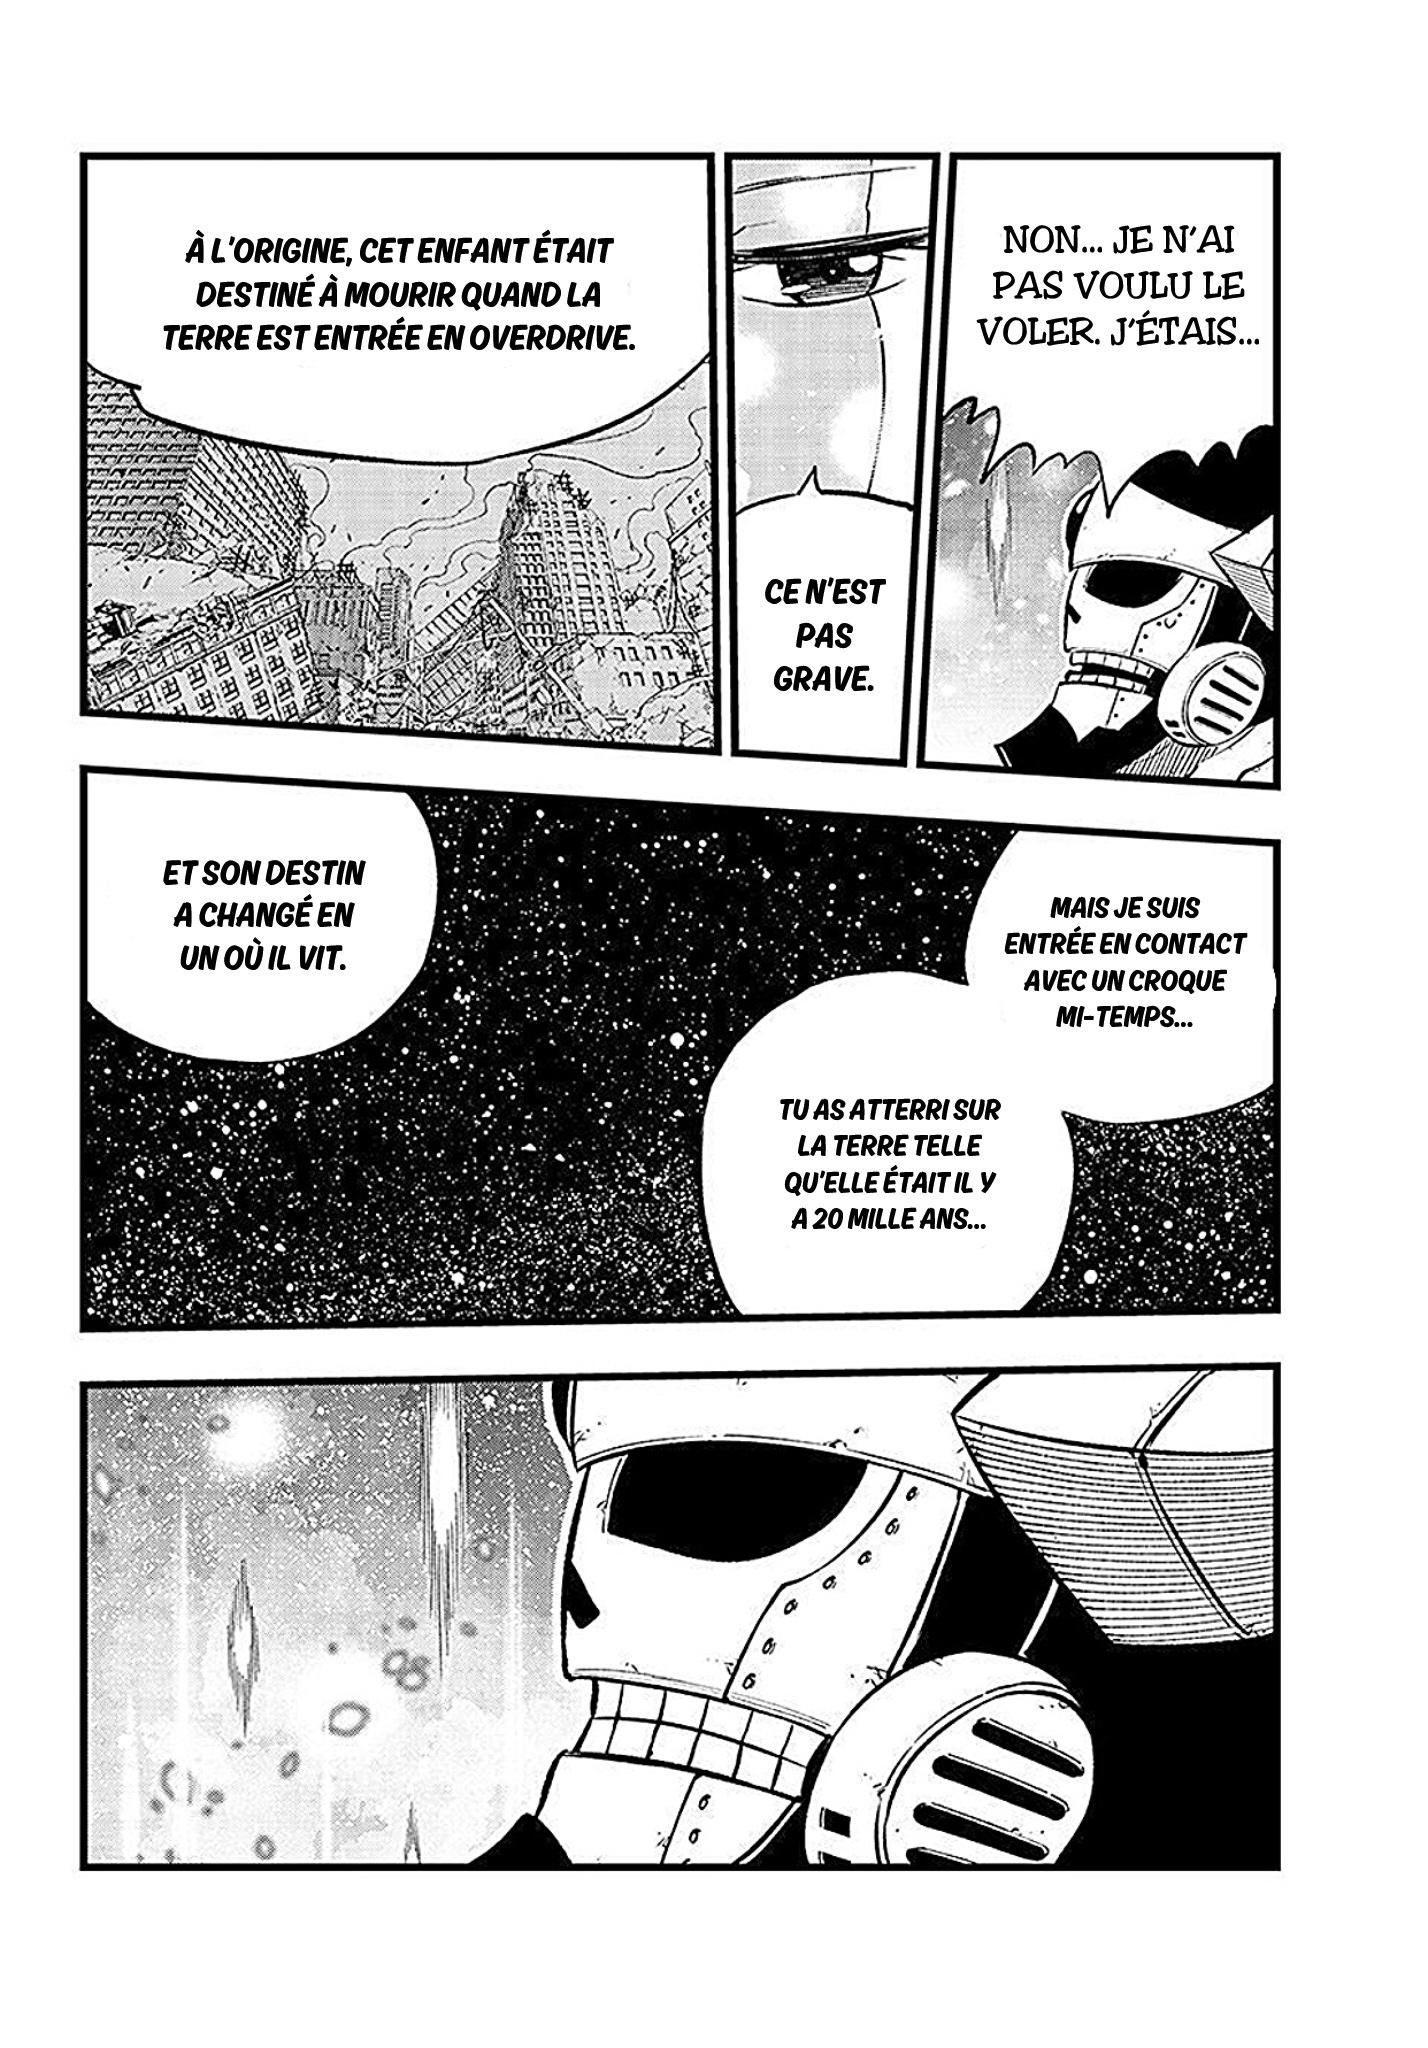 NON... JE N'AI
PAS VOULU LE
VOLER. J'ÉTAIS...
CE N'EST
PAS
GRAVE.
À L'ORIGINE, CET ENFANT ÉTAIT
DESTINÉ À MOURIR QUAND LA
TERRE EST ENTRÉE EN OVERDRIVE.
MAIS JE SUIS
ENTRÉE EN CONTACT
AVEC UN CROQUE
MI-TEMPS...
TU AS ATTERRI SUR
LA TERRE TELLE
QU'ELLE ÉTAIT IL Y
A 20 MILLE ANS...
ET SON DESTIN
A CHANGÉ EN
UN OÙ IL VIT.